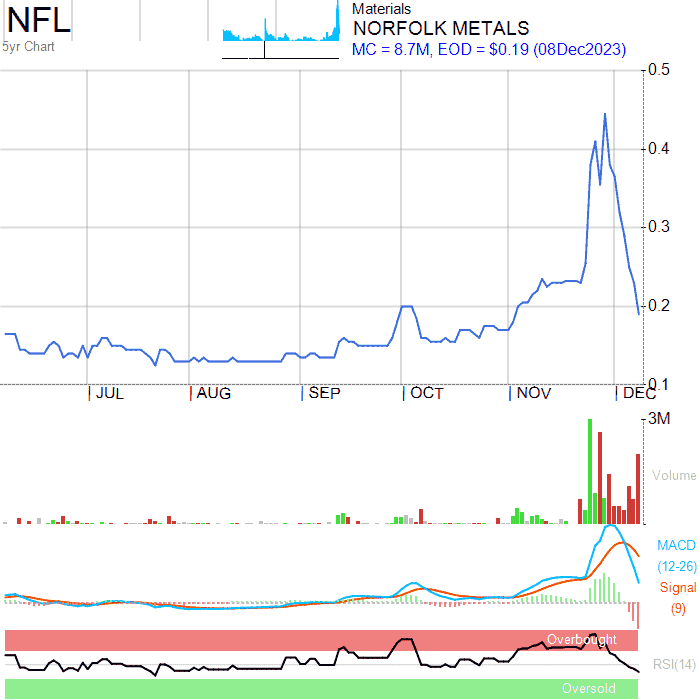 NFL
5yr Chart
Materials
NORFOLK METALS
MC = 8.7M, EOD = $0.19 (08Dec2023)
0.5
0.4
0.3
0.2
0.1
JUL AUG SEP OCT NOV DEC
3M
Volume
MACD
(12-26)
Signal
(9)
Overbought
RSI(14)
Oversold